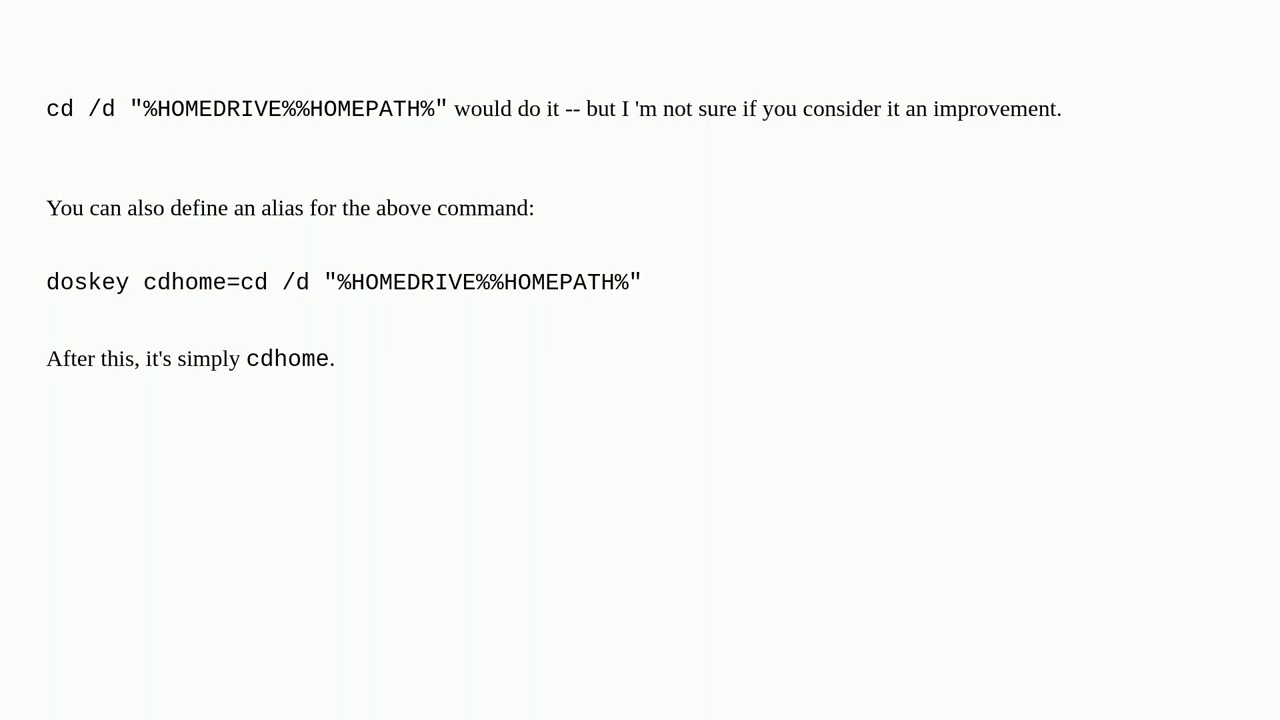 cd /d "%HOMEDRIVE%%HOMEPATH%" would do it -- but I 'm not sure if you consider it an improvement.
You can also define an alias for the above command:
doskey cdhome=cd /d "%HOMEDRIVE%%HOMEPATH%"
After this, it's simply cdhome.